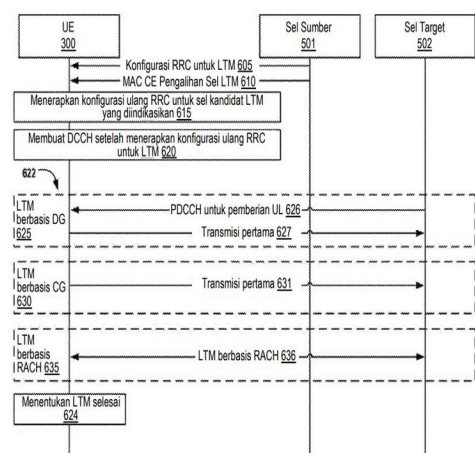 UE
300
Sel Sumber
501
Sel Target
502
Konfigurasi RRC untuk LTM 605
MAC CE Pengalihan Sel LTM 610
Menerapkan konfigurasi ulang RRC untuk sel kandidat LTM
yang diindikasikan 615
Membuat DCCH setelah menerapkan konfigurasi ulang RRC
untuk LTM 620
622
LTM
berbasis DG
625
PDCCH untuk pemberian UL 626
Transmisi pertama 627
LTM
berbasis CG
630
Transmisi pertama 631
LTM
berbasis
RACH 635
LTM berbasis RACH 636
Menentukan LTM selesai
624